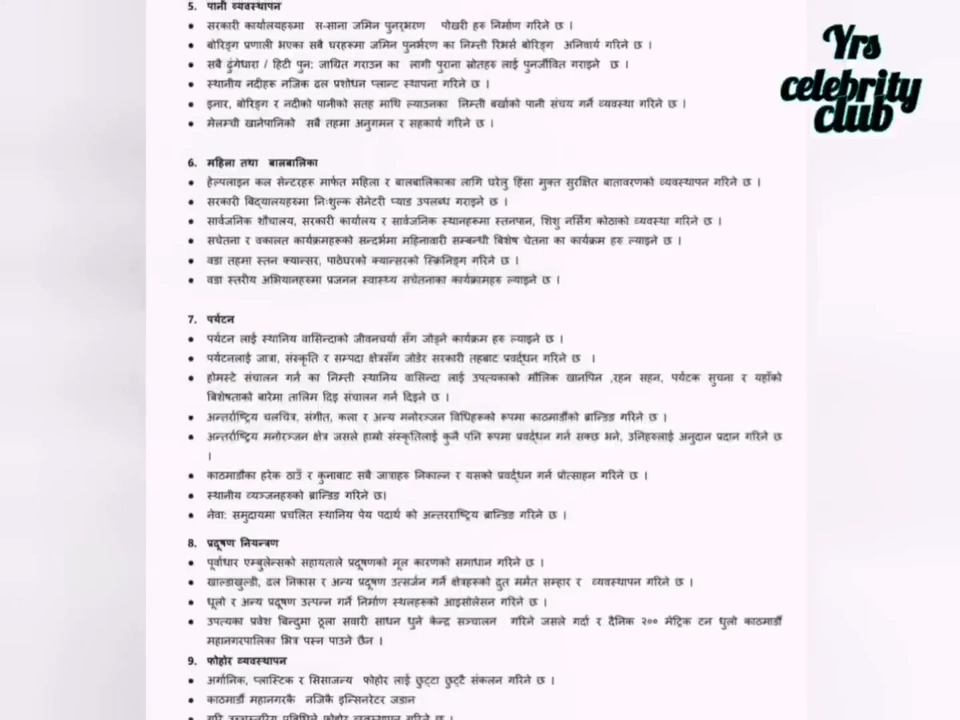 5. पानी व्यवस्थापन
● सरकारी कार्यालयहरुमा स-साना जमिन पुनर्भरण पोखरी हरु निर्माण गरिने छ ।
● बोरिङ्ग प्रणाली भएका सबै घरहरूमा जमिन पुनर्भरण का निम्ती रिभर्स बोरिङ्ग अनिवार्य गरिने छ ।
● सबै ढुंगेधारा / हिटी पुन: जाग्रित गराउन का लागी पुराना स्रोतहरु लाई पुनर्जीवित गराइने छ ।
● स्थानीय नदीहरू नजिक ढल प्रशोधन प्लान्ट स्थापना गरिने छ ।
● इनार, बोरिङ्ग र नदीको पानीको सतह माथि ल्याउनका निम्ती बर्खाको पानी संचय गर्ने व्यवस्था गरिने छ ।
● मेलम्ची खानेपानिको सबै तहमा अनुगमन र सहकार्य गरिने छ ।
6. महिला तथा बालबालिका
● हेल्पलाइन कल सेन्टरहरू मार्फत महिला र बालबालिकाका लागि घरेलु हिंसा मुक्त सुरक्षित बातावरणको व्यवस्थापन गरिने छ ।
● सरकारी बिद्यालयहरुमा निःशुल्क सेनेटरी प्याड उपलब्ध गराइने छ ।
● सार्वजनिक शौचालय, सरकारी कार्यालय र सार्वजनिक स्थानहरूमा स्तनपान, शिशु नर्सिंग कोठाको व्यवस्था गरिने छ ।
● सचेतना र वकालत कार्यक्रमहरूको सन्दर्भमा महिनावारी सम्बन्धी बिशेष चेतना का कार्यक्रम हरु ल्याइने छ ।
● वडा तहमा स्तन क्यान्सर, पाठेघरको क्यान्सरको स्क्रिनिङ्ग गरिने छ ।
● वडा स्तरीय अभियानहरुमा प्रजनन स्वास्थ्य सचेतनाका कार्यक्रामहरु ल्याइने छ ।
7. पर्यटन
● पर्यटन लाई स्थानिय वासिन्दाको जीवनचर्या सँग जोड्ने कार्यक्रम हरु ल्याइने छ ।
● पर्यटनलाई जात्रा, संस्कृति र सम्पदा क्षेत्रसँग जोडेर सरकारी तहबाट प्रवर्द्धन गरिने छ ।
● होमस्टे संचालन गर्न का निम्ती स्थानिय वासिन्दा लाई उपत्यकाको मौलिक खानपिन ,रहन सहन, पर्यटक सुचना र यहाँको
बिशेषताको बारेमा तालिम दिइ संचालन गर्न दिइने छ ।
● अन्तर्राष्ट्रिय चलचित्र, संगीत, कला र अन्य मनोरञ्जन विधिहरूको रूपमा काठमाडौंको ब्रान्डिङ गरिने छ ।
● अन्तर्राष्ट्रिय मनोरञ्जन क्षेत्र जसले हाम्रो संस्कृतिलाई कुनै पनि रूपमा प्रवर्द्धन गर्न सक्छ भने, उनिहरुलाई अनुदान प्रदान गरिने छ
।
● काठमाडौका हरेक ठाउँ र कुनाबाट सबै जात्राहरु निकाल्न र यसको प्रवर्द्धन गर्न प्रोत्साहन गरिने छ ।
● स्थानीय व्यञ्जनहरुको ब्रान्डिङ गरिने छ।
● नेवा: समुदायमा प्रचलित स्थानिय पेय पदार्थ को अन्तरराष्ट्रिय ब्रान्डिङ गरिने छ ।
8. प्रदूषण नियन्त्रण
● पूर्वाधार एम्बुलेन्सको सहायताले प्रदूषणको मूल कारणको समाधान गरिने छ ।
● खाल्डाखुल्डी, ढल निकास र अन्य प्रदूषण उत्सर्जन गर्ने क्षेत्रहरूको द्रुत मर्मत सम्हार र व्यवस्थापन गरिने छ ।
● धूलो र अन्य प्रदूषण उत्पन्न गर्ने निर्माण स्थलहरूको आइसोलेसन गरिने छ ।
● उपत्यका प्रवेश बिन्दुमा ठूला सवारी साधन धुने केन्द्र सञ्चालन गरिने छ जसले गर्दा र दैनिक २०० मेट्रिक टन धुलो काठमाडौं
महानगरपालिका भित्र पस्न पाउने छैन ।
9. फोहोर व्यवस्थापन
● अर्गानिक, प्लास्टिक र सिसाजन्य फोहोर लाई छुट्टा छुट्टै संकलन गरिने छ ।
● काठमाडौं महानगरकै नजिकै इन्सिनरेटर जडान
Yrs
celebrity
club